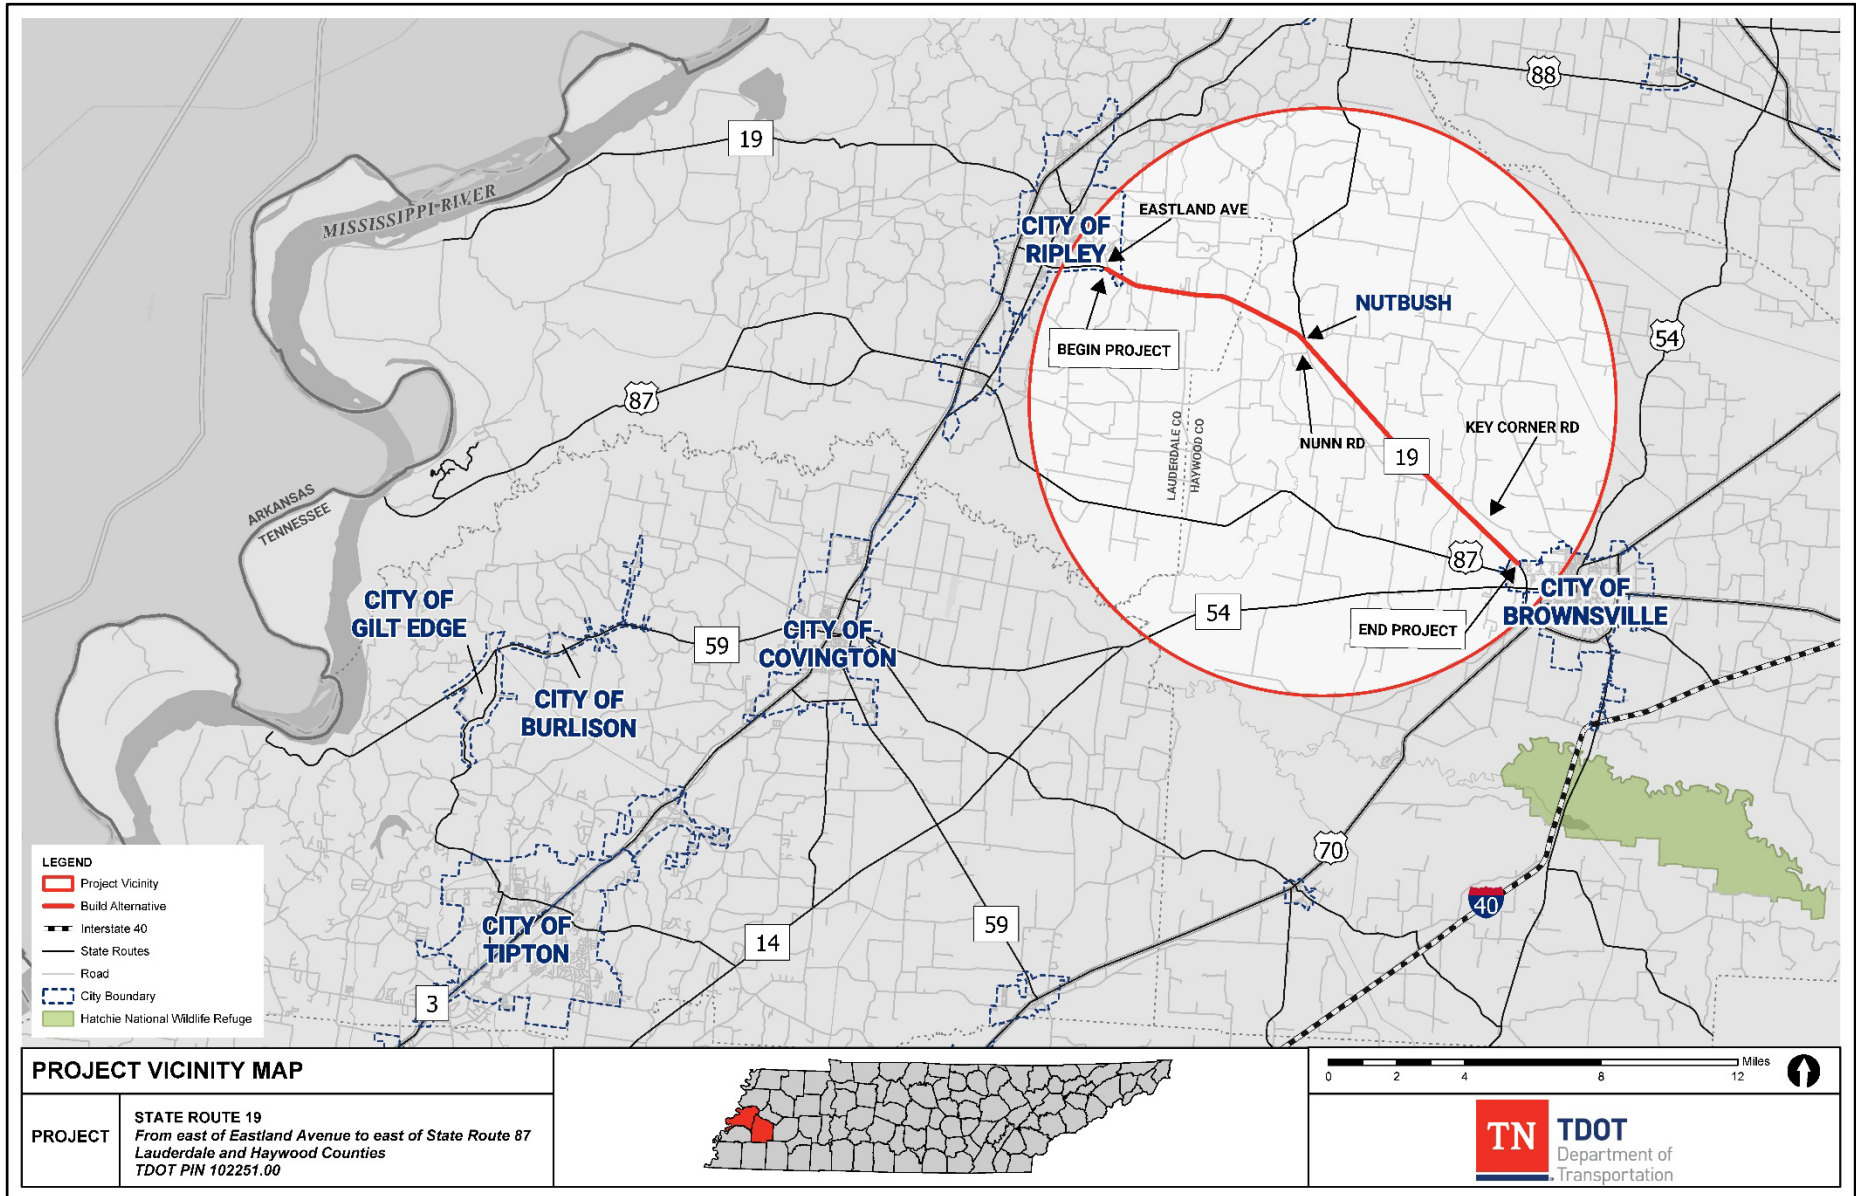 88
19
MISSISSIPPI RIVER
EASTLAND AVE
CITY OF
RIPLEY
NUTBUSH
BEGIN PROJECT
54
87
NUNN RD
KEY CORNER RD
19
LAUDERDALE CO
HAYWOOD CO
ARKANSAS
TENNESSEE
87
CITY OF
BROWNSVILLE
END PROJECT
54
CITY OF
GILT EDGE
59
CITY OF
COVINGTON
CITY OF
BURLISON
70
40
CITY OF
TIPTON
14
59
3
LEGEND
Project Vicinity
Build Alternative
Interstate 40
State Routes
Road
City Boundary
Hatchie National Wildlife Refuge
PROJECT VICINITY MAP
PROJECT
STATE ROUTE 19
From east of Eastland Avenue to east of State Route 87
Lauderdale and Haywood Counties
TDOT PIN 102251.00
Miles
0 2 4 8 12
TN
TDOT
Department of
Transportation